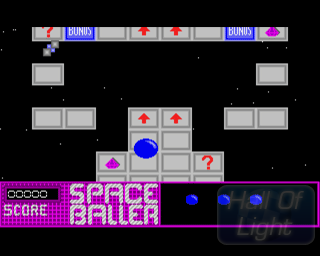 ? BONUS BONUS
?
00000 SPACE
SCORE BALLER
Hall Of
Light